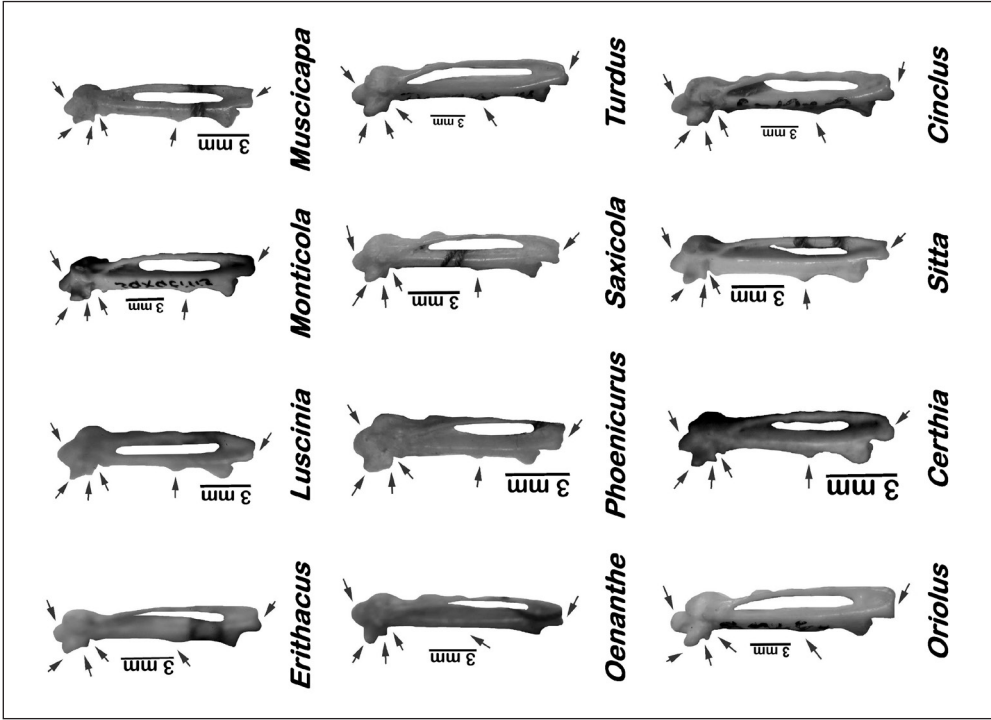 3 mm
Erithacus
3 mm
Luscinia
3 mm
Monticola
3 mm
Muscicapa
3 mm
Oenanthe
3 mm
Phoenicurus
3 mm
Saxicola
3 mm
Turdus
3 mm
Oriolus
3 mm
Certhia
3 mm
Sitta
3 mm
Cinclus